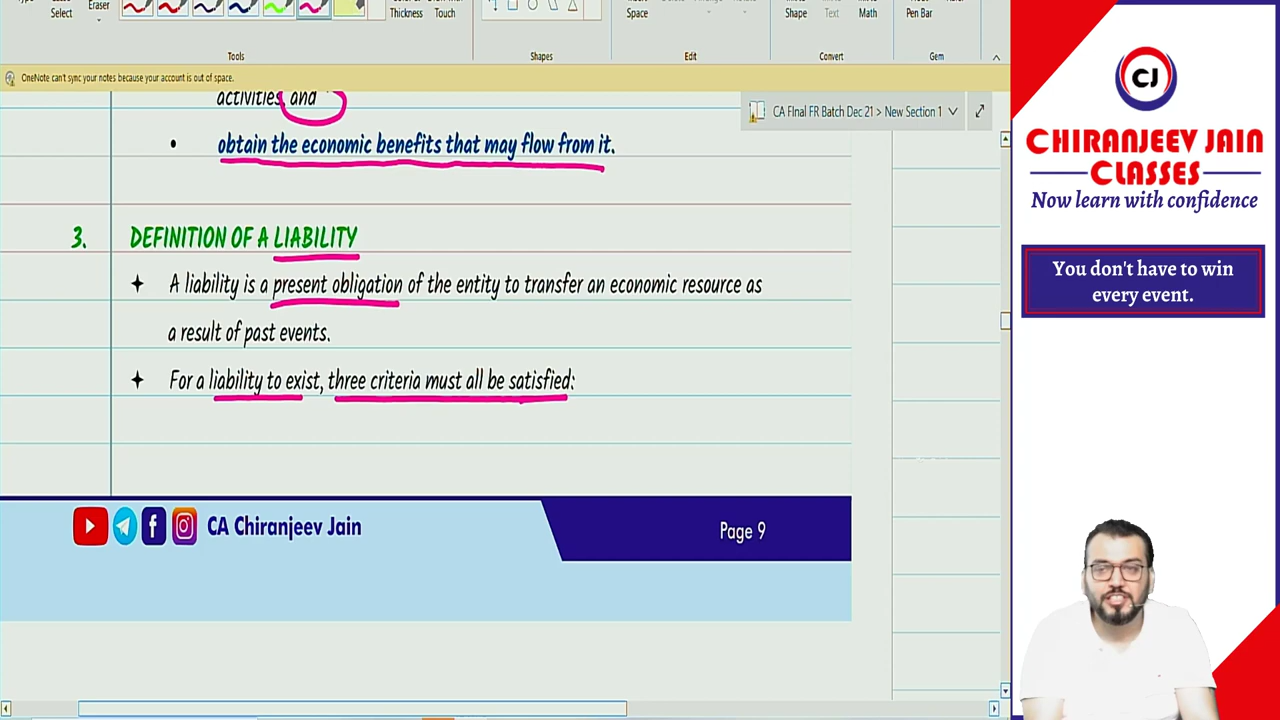 Eraser
Select
Thickness
Touch
Space
Shape
Text
Math
Pen Bar
Tools
Shapes
Edit
Convert
Gem
OneNote can't sync your notes because your account is out of space.
CA FInal FR Batch Dec 21 > New Section 1
activities, and
• obtain the economic benefits that may flow from it.
3. DEFINITION OF A LIABILITY
A liability is a present obligation of the entity to transfer an economic resource as
a result of past events.
For a liability to exist, three criteria must all be satisfied:
CA Chiranjeev Jain
Page 9
CJ
CHIRANJEEV JAIN
CLASSES
Now learn with confidence
You don't have to win
every event.